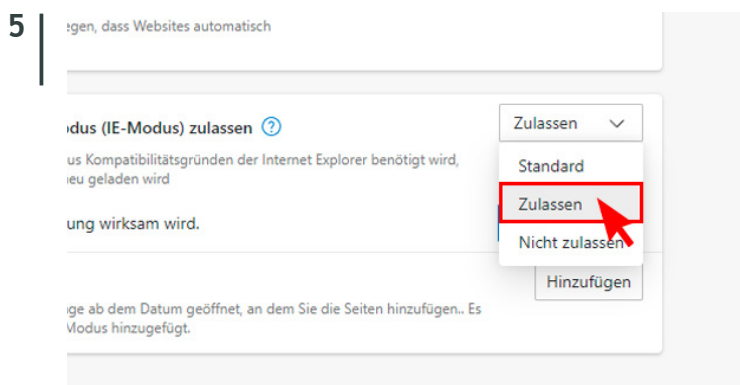 5
egen, dass Websites automatisch
odus (IE-Modus) zulassen ?
Zulassen
us Kompatibilitätsgründen der Internet Explorer benötigt wird,
neu geladen wird
Standard
Zulassen
ung wirksam wird.
Nicht zulassen
Hinzufügen
ge ab dem Datum geöffnet, an dem Sie die Seiten hinzufügen.. Es
Modus hinzugefügt.